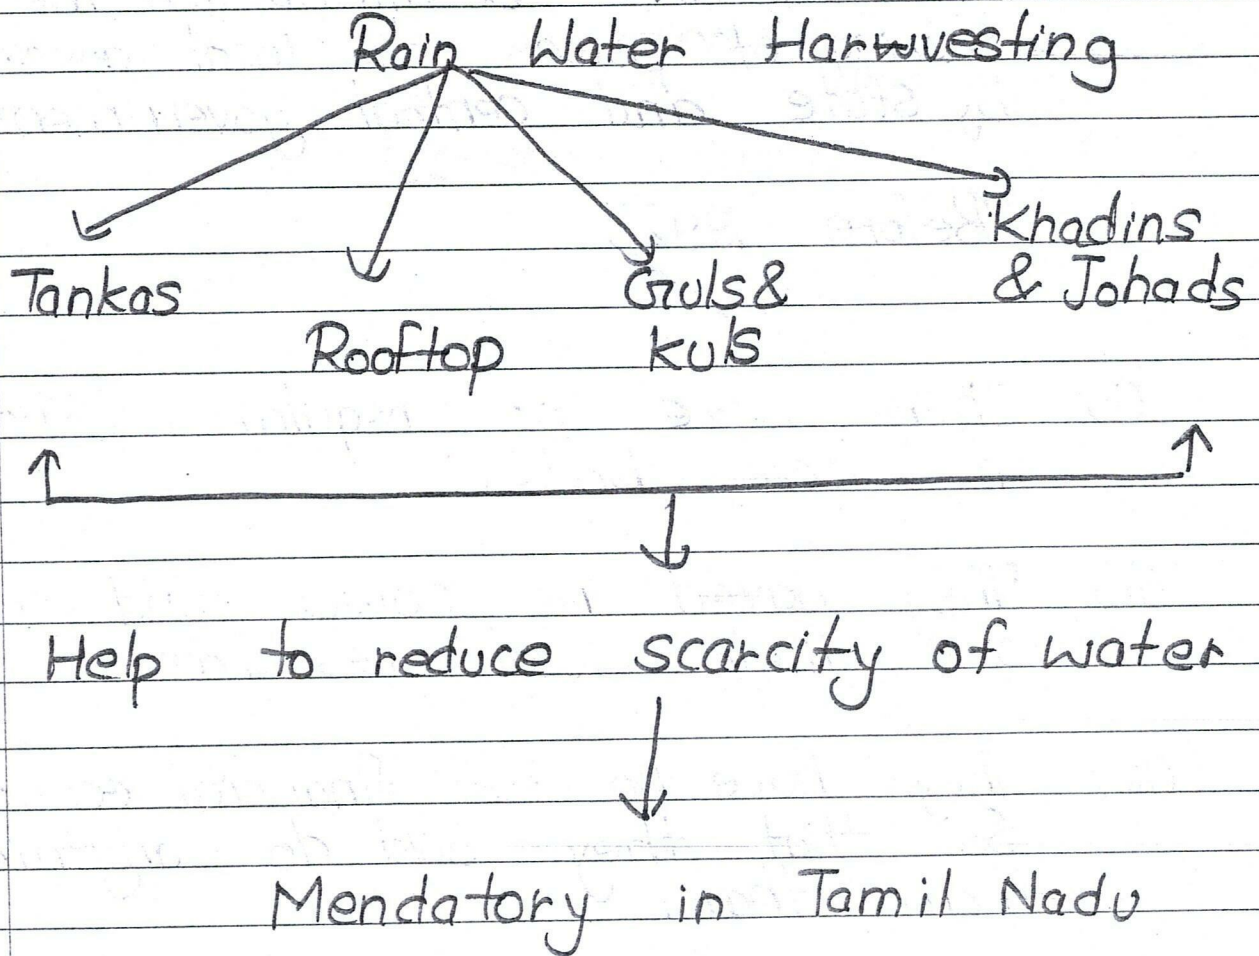 Rain Water Harwvesting
Tankas
Rooftop
Guls &
kuls
Khadins
& Johads
Help to reduce scarcity of water
Mendatory in Tamil Nadu